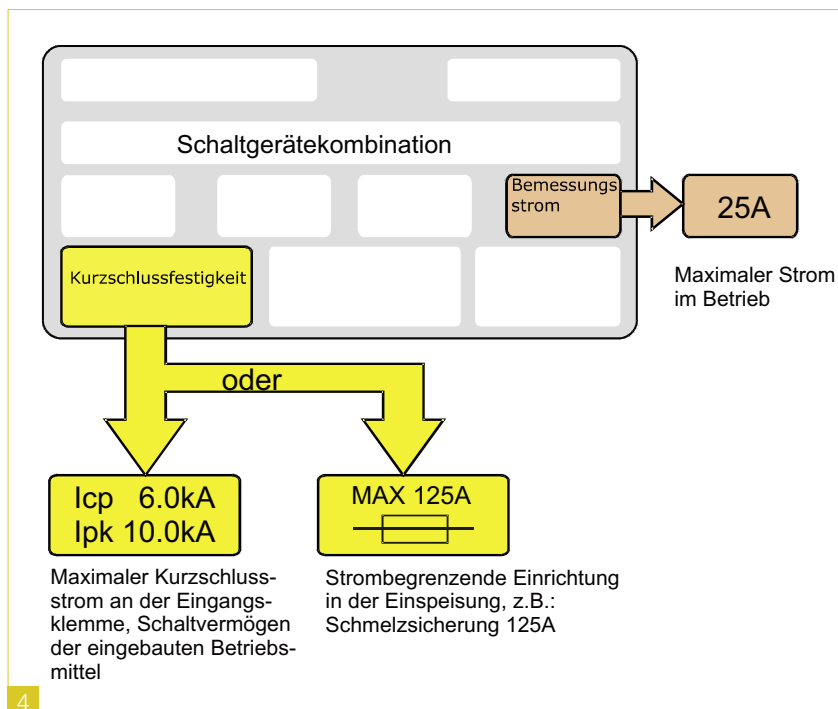 Schaltgerätekombination
Bemessungs
strom
25A
Maximaler Strom
im Betrieb
Kurzschlussfestigkeit
oder
Icp 6.0kA
Ipk 10.0kA
Maximaler Kurzschluss-
strom an der Eingangs-
klemme, Schaltvermögen
der eingebauten Betriebs-
mittel
MAX 125A
Strombegrenzende Einrichtung
in der Einspeisung, z.B.:
Schmelzsicherung 125A
4